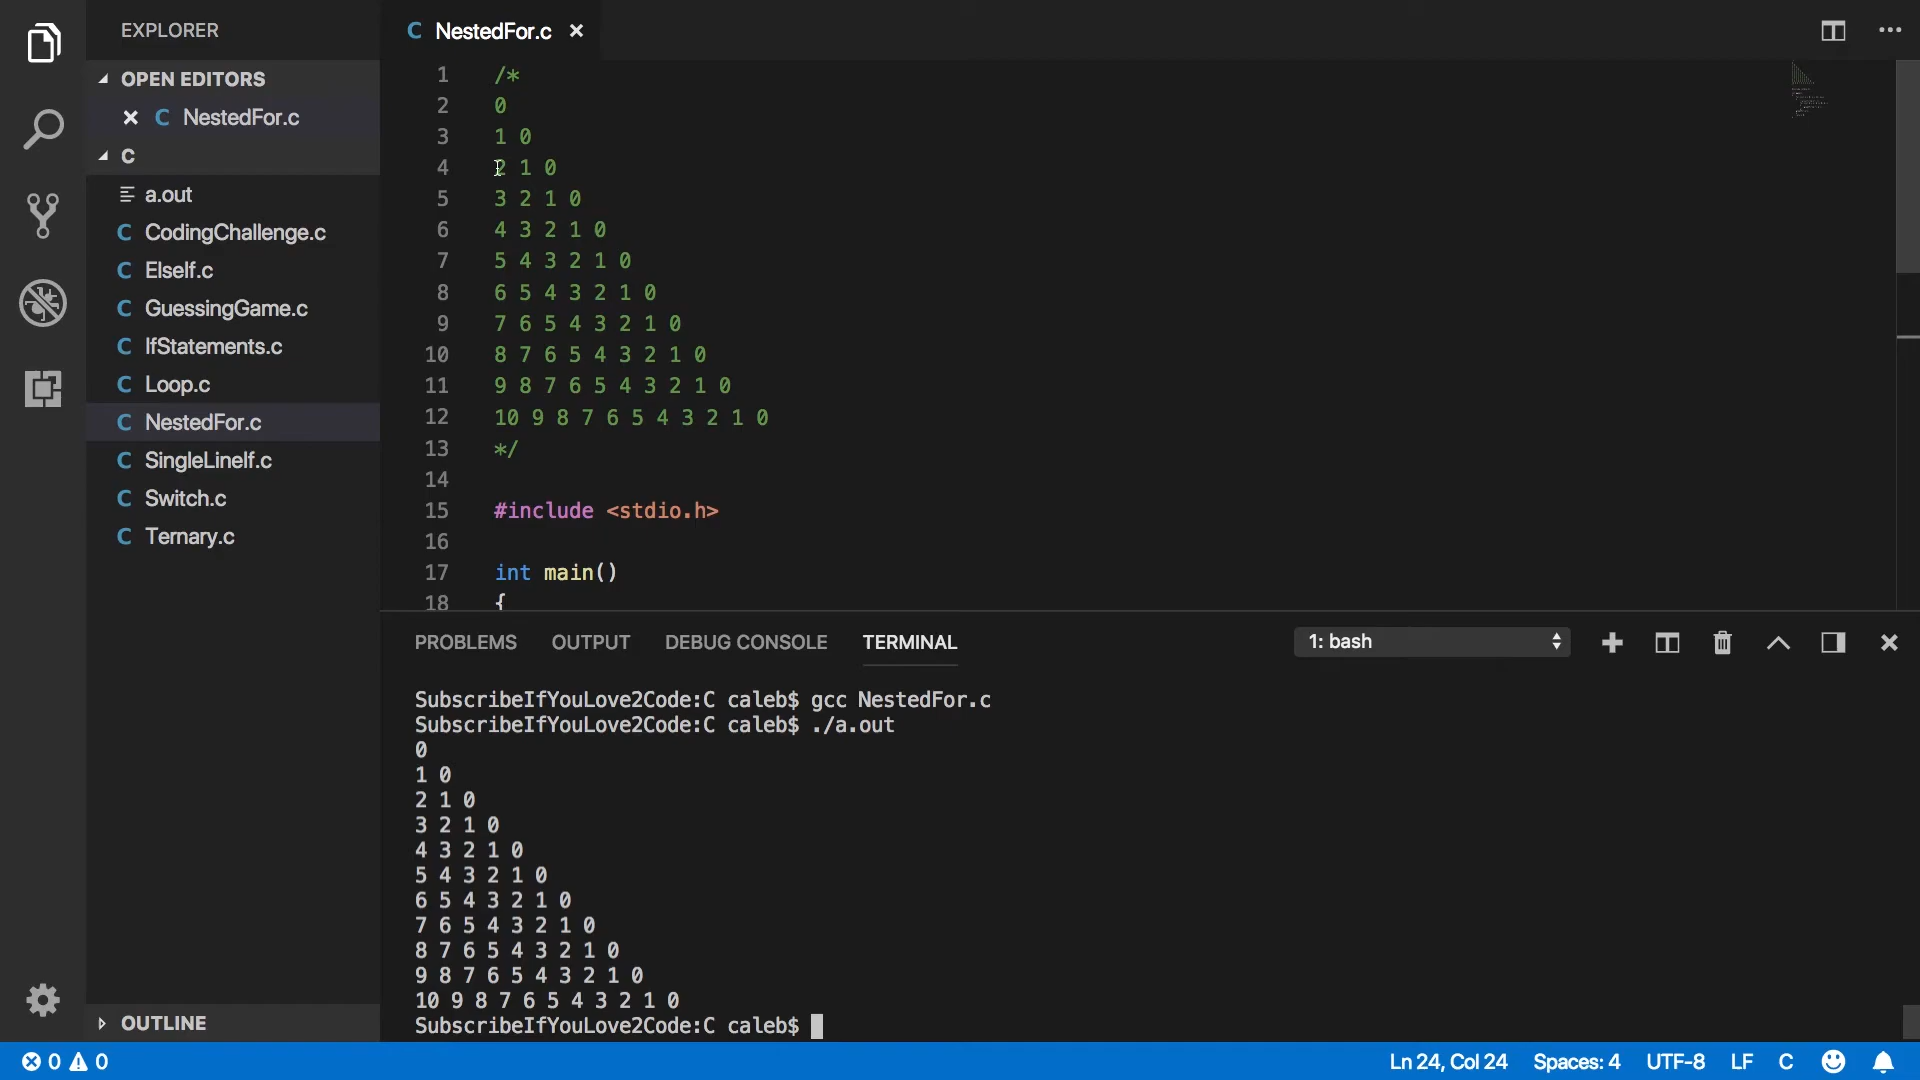 EXPLORER
OPEN EDITORS
C NestedFor.c
C
a.out
C CodingChallenge.c
C ElseIf.c
C GuessingGame.c
C IfStatements.c
C Loop.c
C NestedFor.c
C SingleLineIf.c
C Switch.c
C Ternary.c
OUTLINE
C NestedFor.c
1 /*
2 0
3 1 0
4 2 1 0
5 3 2 1 0
6 4 3 2 1 0
7 5 4 3 2 1 0
8 6 5 4 3 2 1 0
9 7 6 5 4 3 2 1 0
10 8 7 6 5 4 3 2 1 0
11 9 8 7 6 5 4 3 2 1 0
12 10 9 8 7 6 5 4 3 2 1 0
13 */
14
15 #include <stdio.h>
16
17 int main()
18 {
PROBLEMS OUTPUT DEBUG CONSOLE TERMINAL 1: bash
SubscribeIfYouLove2Code:C caleb$ gcc NestedFor.c
SubscribeIfYouLove2Code:C caleb$ ./a.out
0
1 0
2 1 0
3 2 1 0
4 3 2 1 0
5 4 3 2 1 0
6 5 4 3 2 1 0
7 6 5 4 3 2 1 0
8 7 6 5 4 3 2 1 0
9 8 7 6 5 4 3 2 1 0
10 9 8 7 6 5 4 3 2 1 0
SubscribeIfYouLove2Code:C caleb$
0 0 Ln 24, Col 24 Spaces: 4 UTF-8 LF C